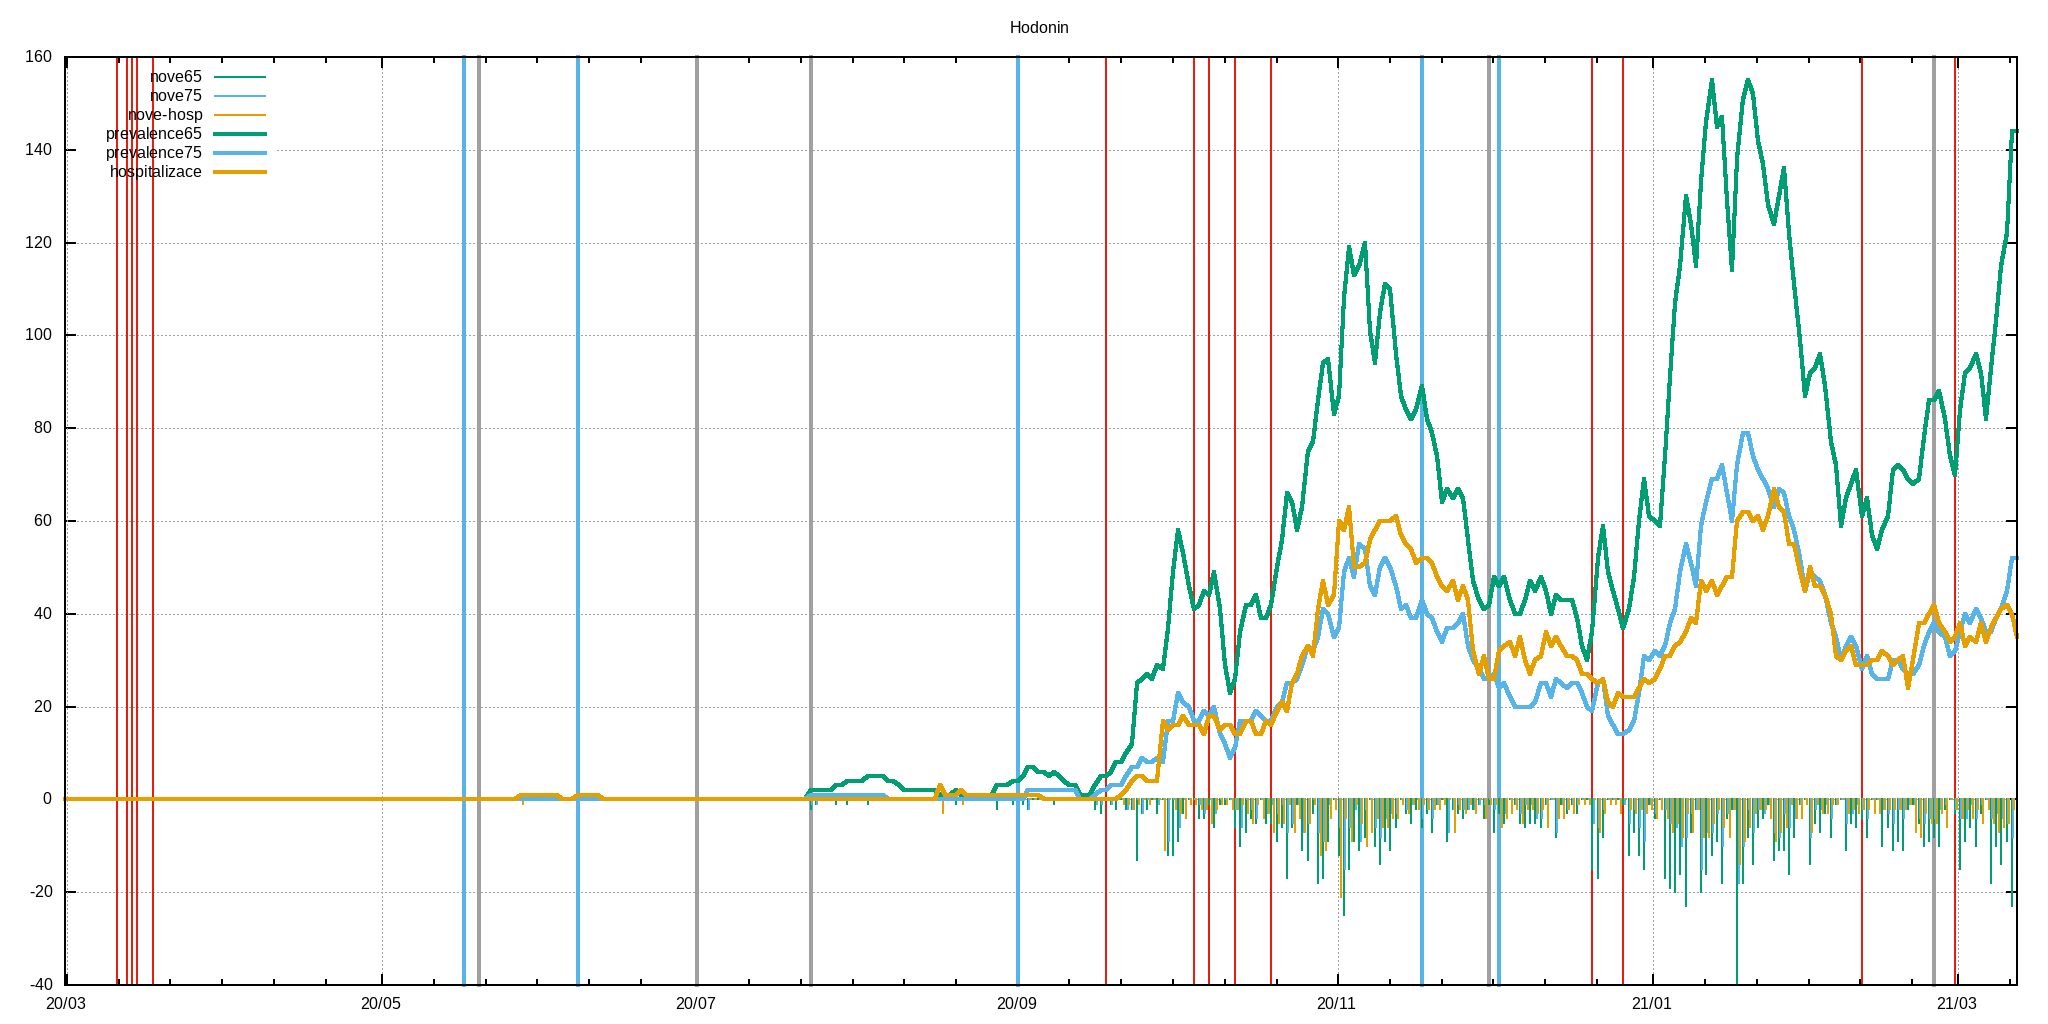 Hodonin
160
140
120
100
80
60
40
20
0
-20
-40
nove65
nove75
nove-hosp
prevalence65
prevalence75
hospitalizace
20/03 20/05 20/07 20/09 20/11 21/01 21/03